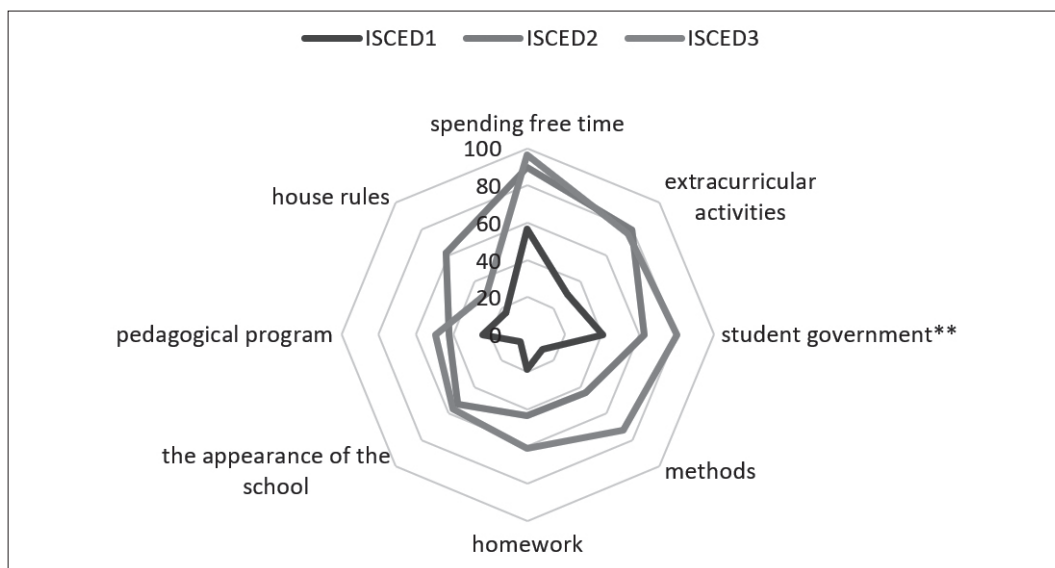 ISCED1 ISCED2 ISCED3
spending free time
100
80
60
40
20
0
extracurricular
activities
student government**
methods
homework
the appearance of the
school
pedagogical program
house rules